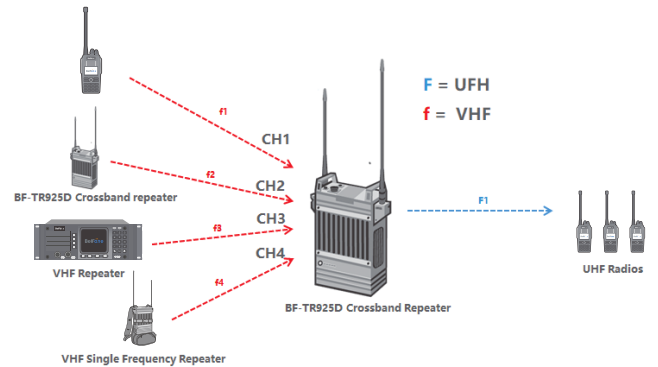 F = UFH
f = VHF
f1
CH1
f2
CH2
BF-TR925D Crossband repeater
CH3
F1
f3
VHF Repeater
CH4
UHF Radios
f4
BF-TR925D Crossband Repeater
VHF Single Frequency Repeater